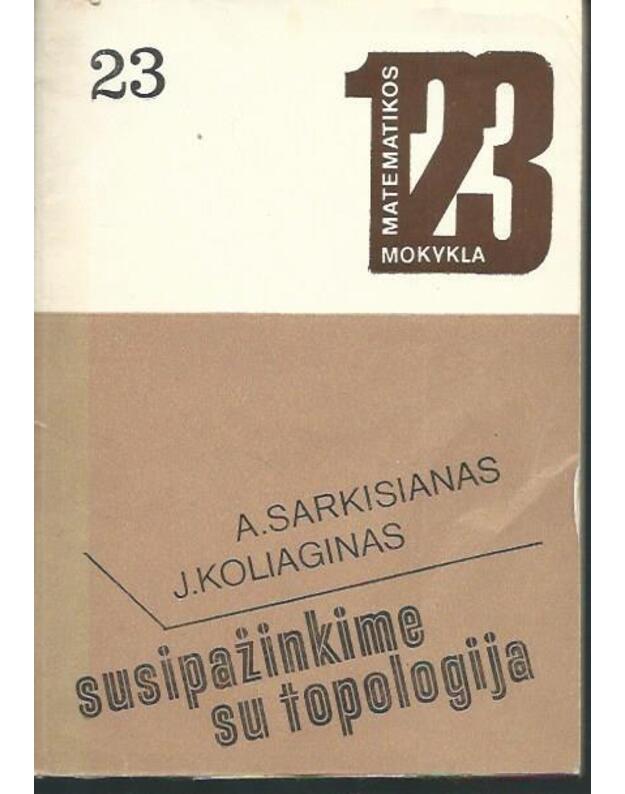 23
123
MATEMATIKOS
MOKYKLA
A.SARKISIANAS
J.KOLIAGINAS
susipažinkime
su topologija